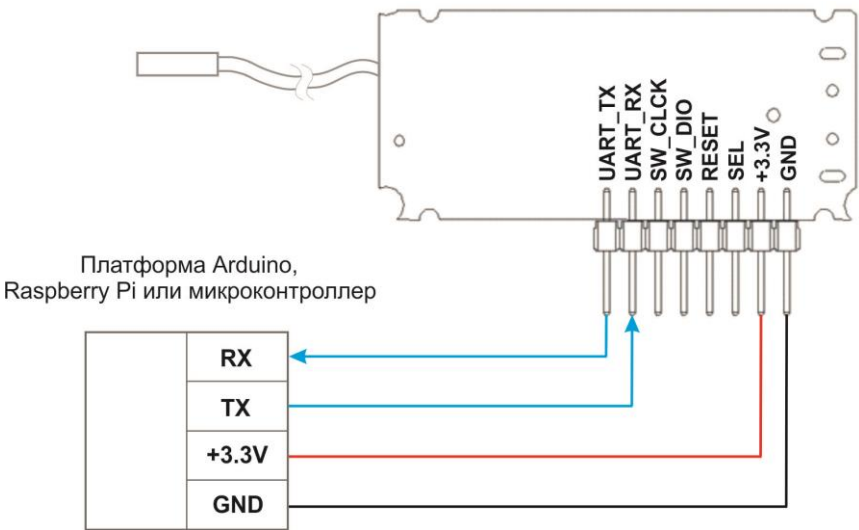 UART_TX
UART_RX
SW_CLCK
SW_DIO
RESET
SEL
+3.3V
GND
Платформа Arduino,
Raspberry Pi или микроконтроллер
RX
TX
+3.3V
GND